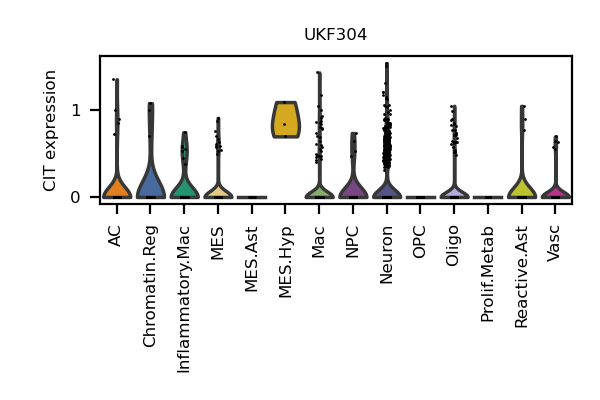 UKF304
CIT expression
1
0
AC
Chromatin.Reg
Inflammatory.Mac
MES
MES.Ast
MES.Hyp
Mac
NPC
Neuron
OPC
Oligo
Prolif.Metab
Reactive.Ast
Vasc